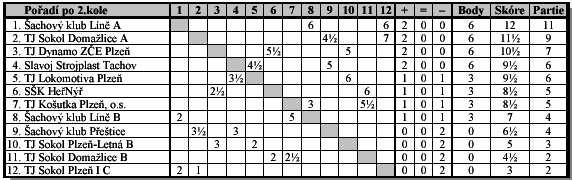 Pořadí po 2.kole 1 2 3 4 5 6 7 8 9 10 11 12 + = – Body Skóre Partie
1. Šachový klub Líně A 6 6 2 0 0 6 12 11
2. TJ Sokol Domažlice A 4½ 7 2 0 0 6 11½ 9
3. TJ Dynamo ZČE Plzeň 5½ 5 2 0 0 6 10½ 7
4. Slavoj Strojplast Tachov 4½ 5 2 0 0 6 9½ 6
5. TJ Lokomotiva Plzeň 3½ 6 1 0 1 3 9½ 6
6. SŠK HeřNýř 2½ 6 1 0 1 3 8½ 5
7. TJ Košutka Plzeň, o.s. 3 5½ 1 0 1 3 8½ 5
8. Šachový klub Líně B 2 5 1 0 1 3 7 4
9. Šachový klub Přeštice 3½ 3 0 0 2 0 6½ 4
10. TJ Sokol Plzeň-Letná B 3 2 0 0 2 0 5 3
11. TJ Sokol Domažlice B 2 2½ 0 0 2 0 4½ 2
12. TJ Sokol Plzeň I C 2 1 0 0 2 0 3 2